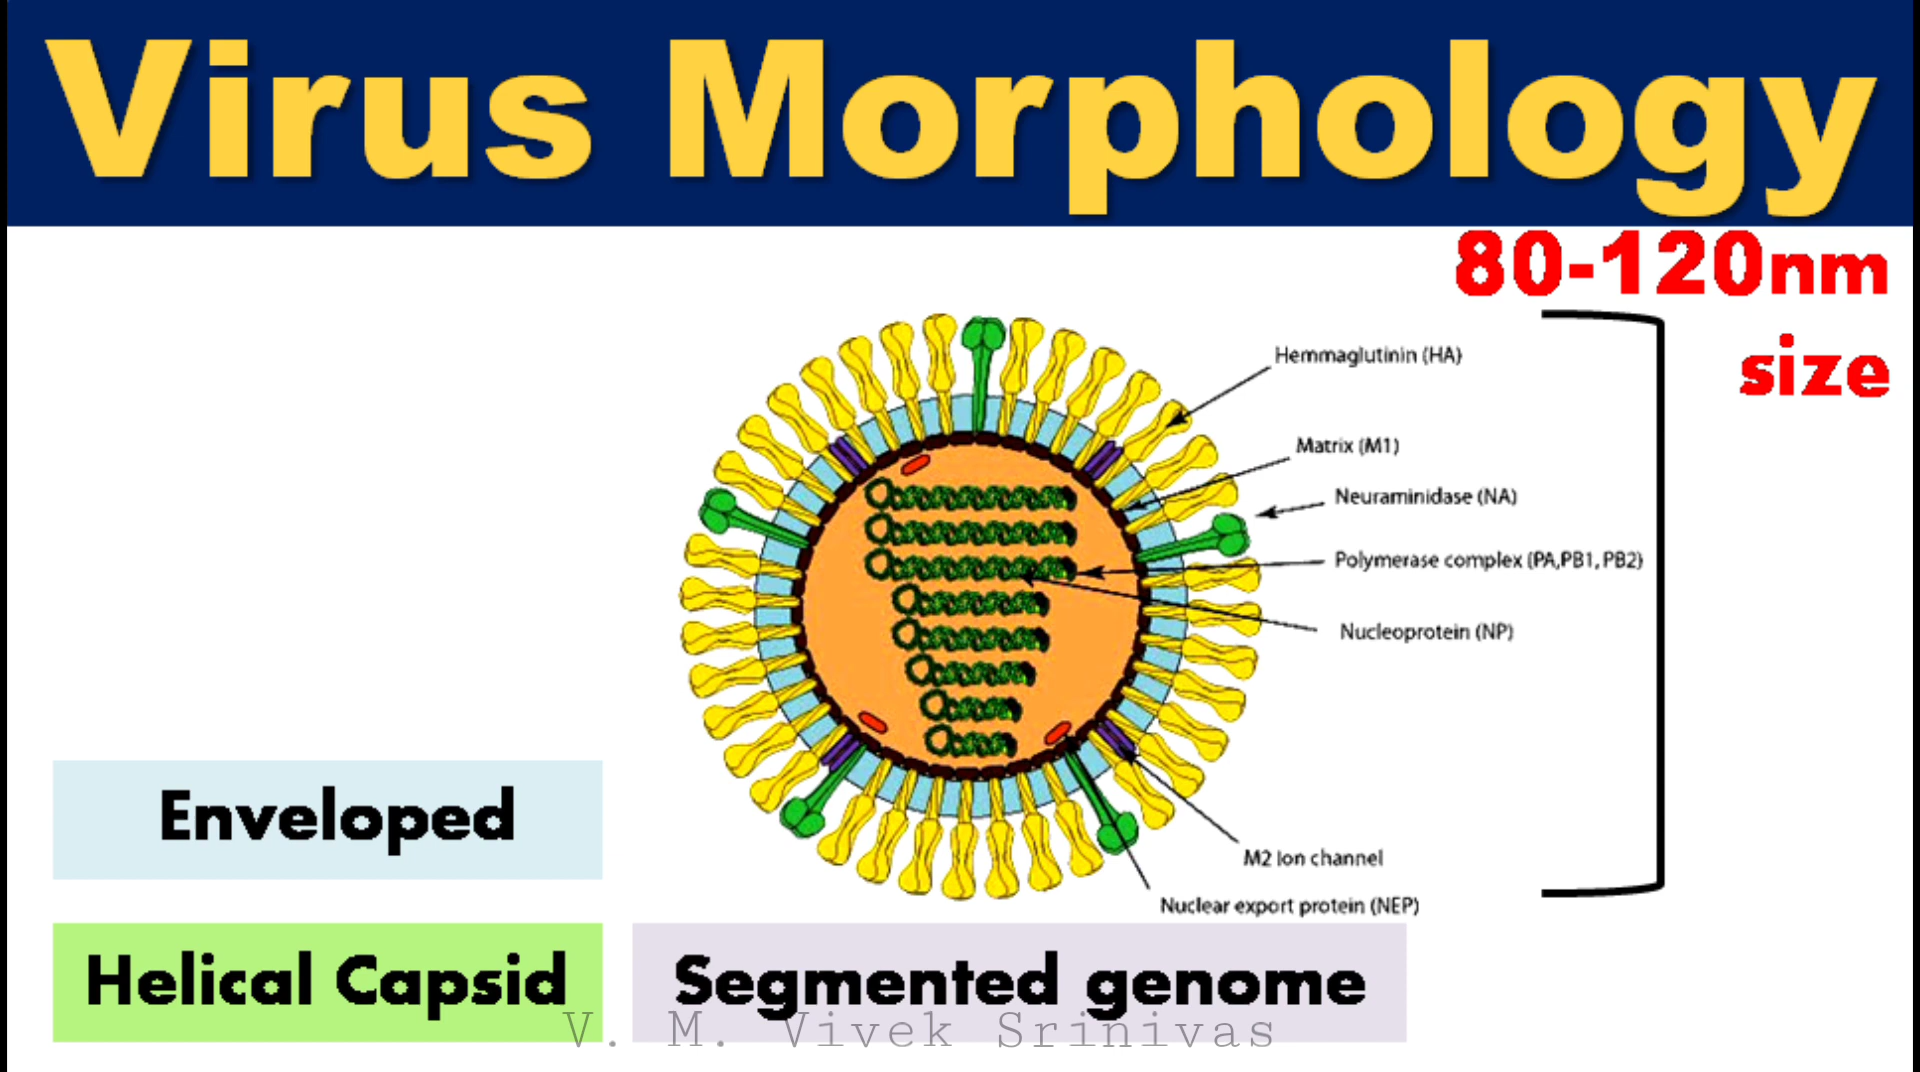 Virus Morphology
80-120nm
size
Hemmaglutinin (HA)
Matrix (M1)
Neuraminidase (NA)
Polymerase complex (PA,PB1, PB2)
Nucleoprotein (NP)
M2 Ion channel
Nuclear export protein (NEP)
Enveloped
Helical Capsid
Segmented genome
V. M. Vivek Srinivas